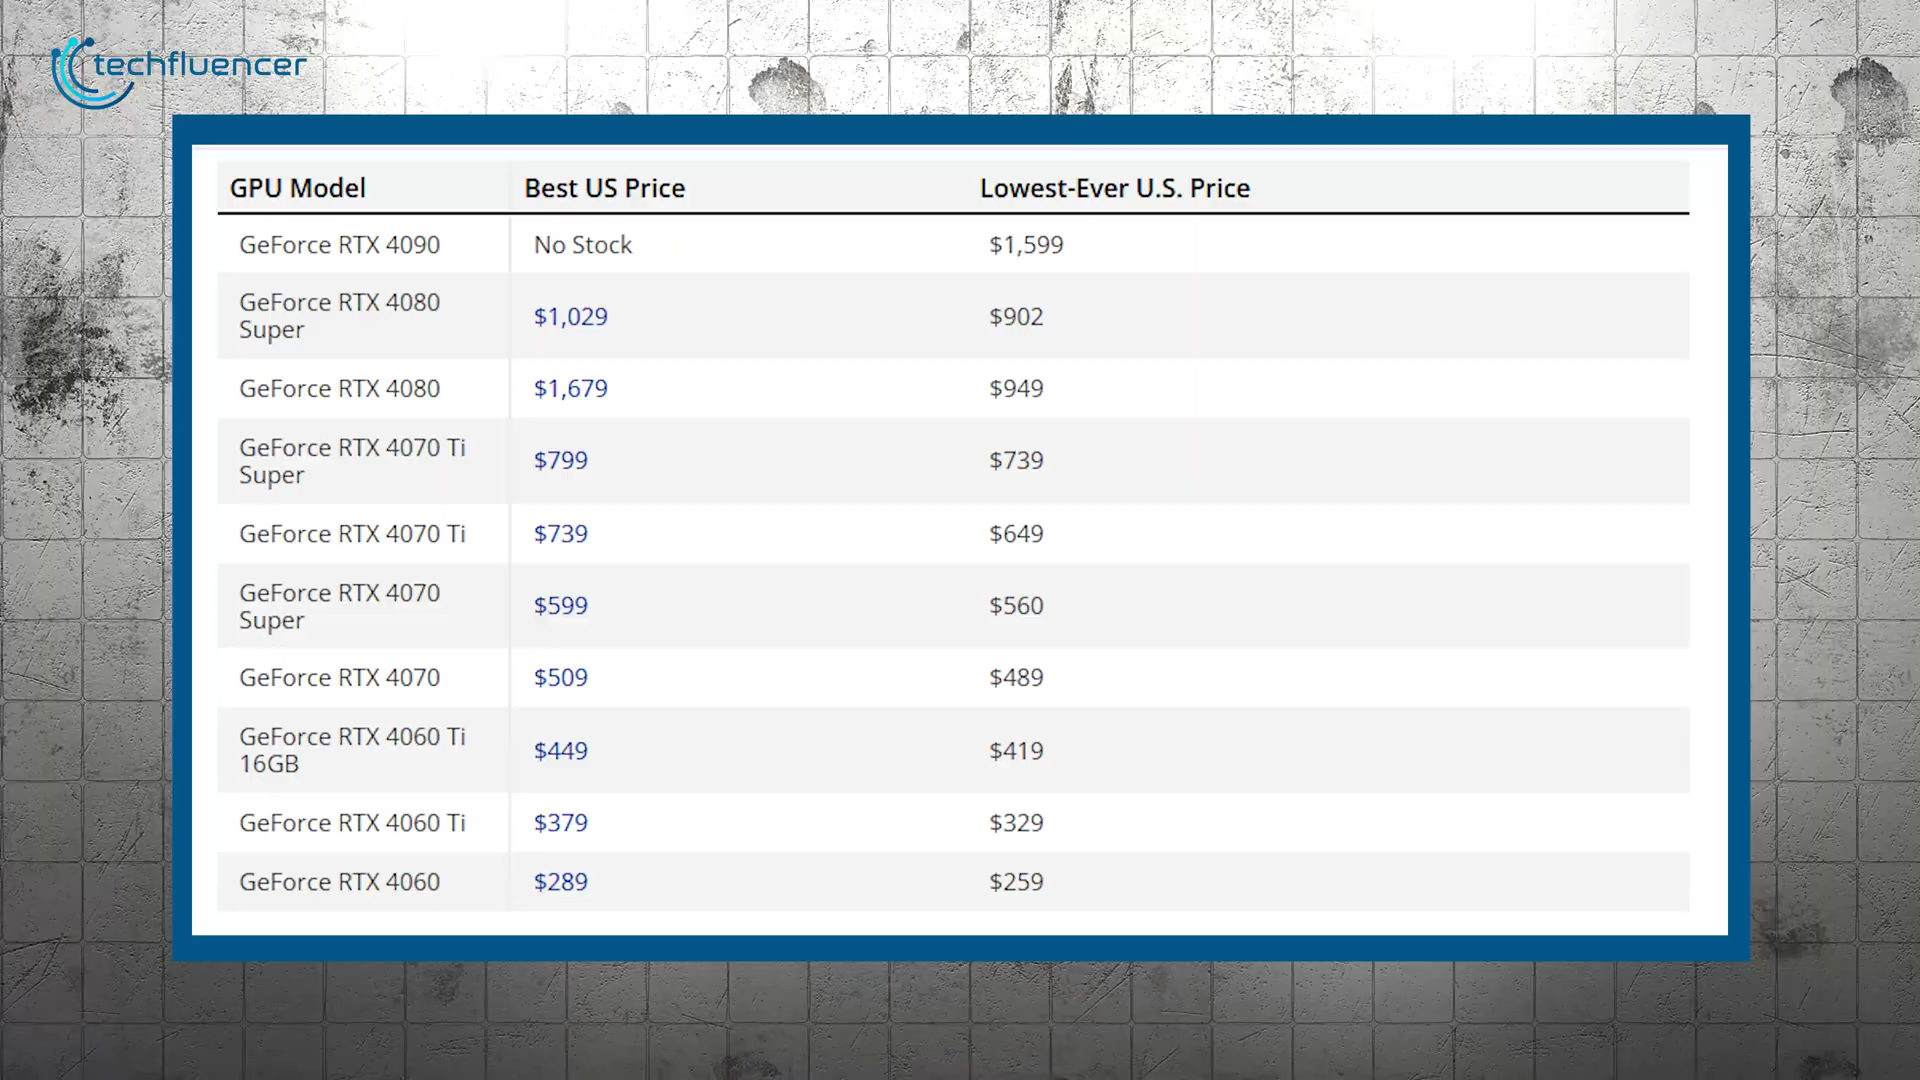 techfluencer
GPU Model Best US Price Lowest-Ever U.S. Price
GeForce RTX 4090 No Stock $1,599
GeForce RTX 4080
Super
$1,029 $902
GeForce RTX 4080 $1,679 $949
GeForce RTX 4070 Ti
Super
$799 $739
GeForce RTX 4070 Ti $739 $649
GeForce RTX 4070
Super
$599 $560
GeForce RTX 4070 $509 $489
GeForce RTX 4060 Ti
16GB
$449 $419
GeForce RTX 4060 Ti $379 $329
GeForce RTX 4060 $289 $259